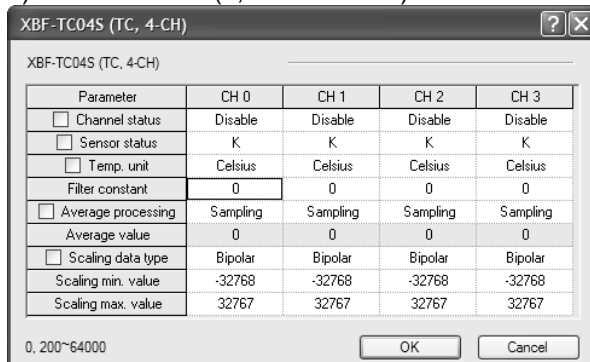 XBF-TC04S (TC, 4-CH)
XBF-TC04S (TC, 4-CH)
Parameter CH 0 CH 1 CH 2 CH 3
Channel status Disable Disable Disable Disable
Sensor status K K K K
Temp. unit Celsius Celsius Celsius Celsius
Filter constant 0 0 0 0
Average processing Sampling Sampling Sampling Sampling
Average value 0 0 0 0
Scaling data type Bipolar Bipolar Bipolar Bipolar
Scaling min. value -32768 -32768 -32768 -32768
Scaling max. value 32767 32767 32767 32767
0, 200~64000 OK Cancel